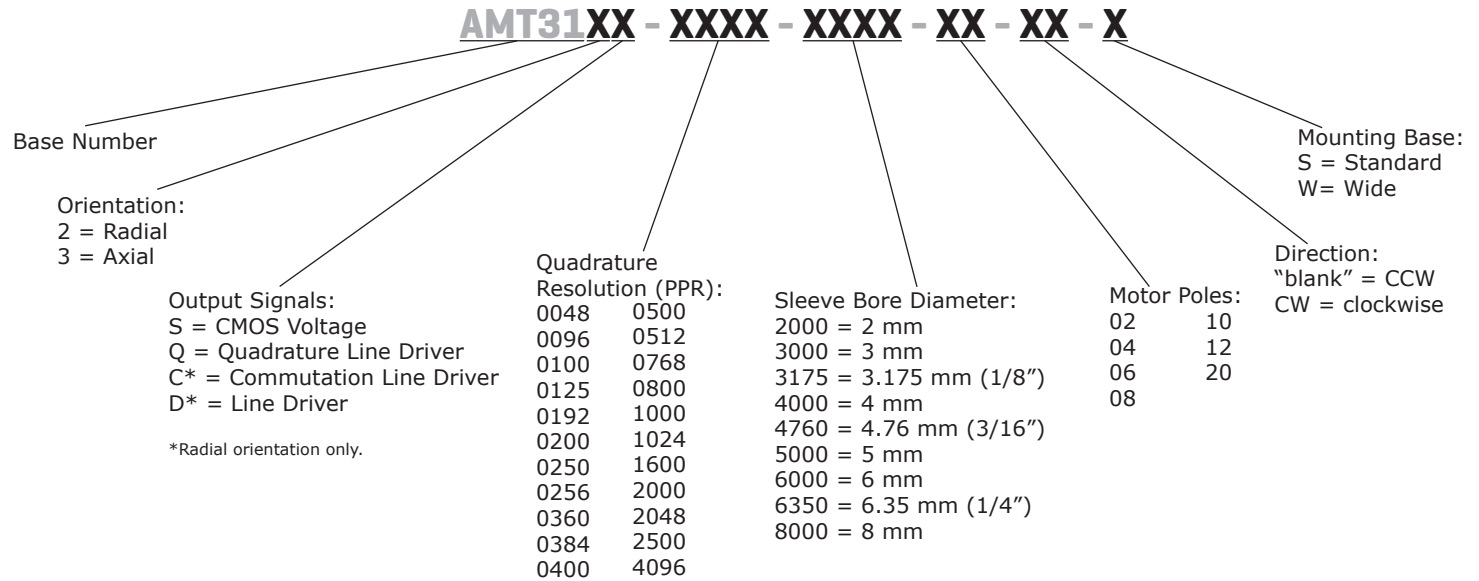 AMT31XX - XXXX - XXXX - XX - XX - X
Base Number
Orientation:
2 = Radial
3 = Axial
Output Signals:
S = CMOS Voltage
Q = Quadrature Line Driver
C* = Commutation Line Driver
D* = Line Driver
*Radial orientation only.
Quadrature
Resolution (PPR):
0048 0500
0096 0512
0100 0768
0125 0800
0192 1000
0200 1024
0250 1600
0256 2000
0360 2048
0384 2500
0400 4096
Sleeve Bore Diameter:
2000 = 2 mm
3000 = 3 mm
3175 = 3.175 mm (1/8”)
4000 = 4 mm
4760 = 4.76 mm (3/16”)
5000 = 5 mm
6000 = 6 mm
6350 = 6.35 mm (1/4”)
8000 = 8 mm
Motor Poles:
02 10
04 12
06 20
08
Direction:
“blank” = CCW
CW = clockwise
Mounting Base:
S = Standard
W= Wide